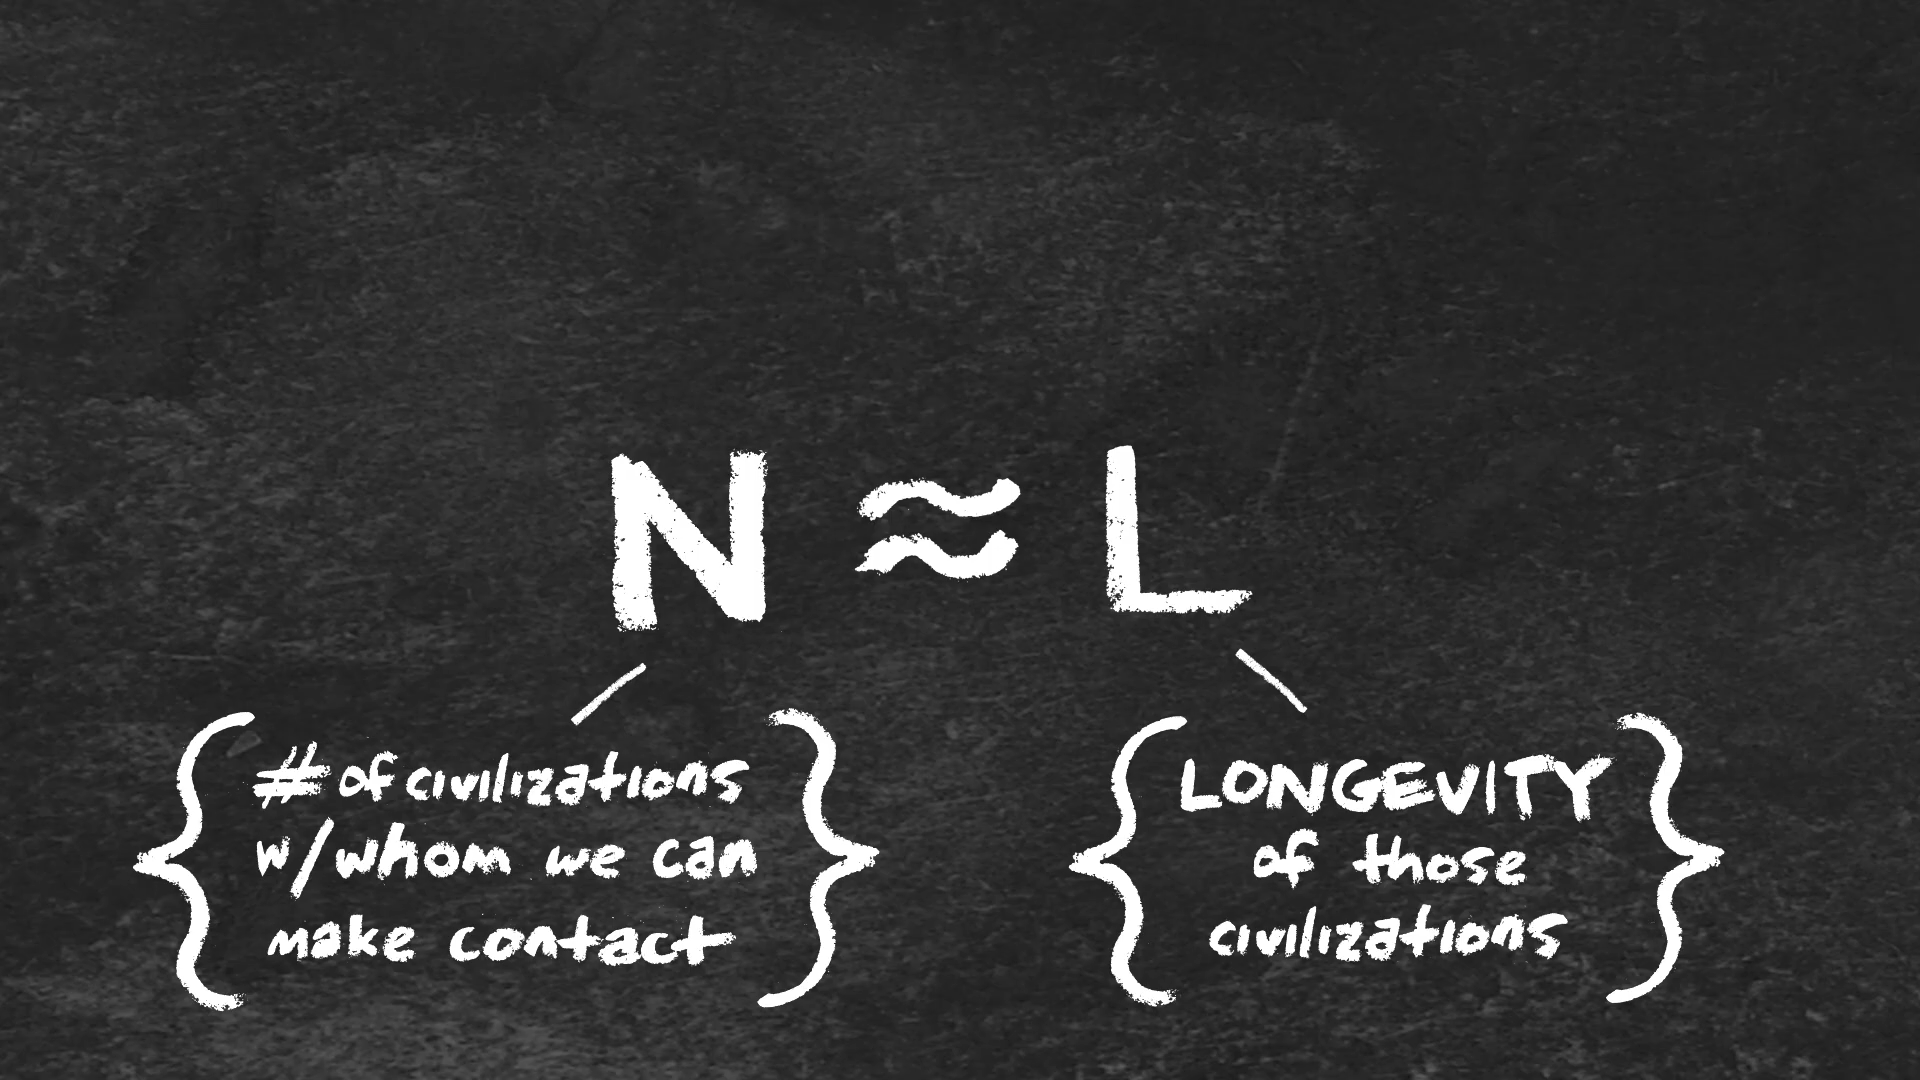 N ≈ L
# of civilizations
w/whom we can
make contact
LONGEVITY
of those
civilizations